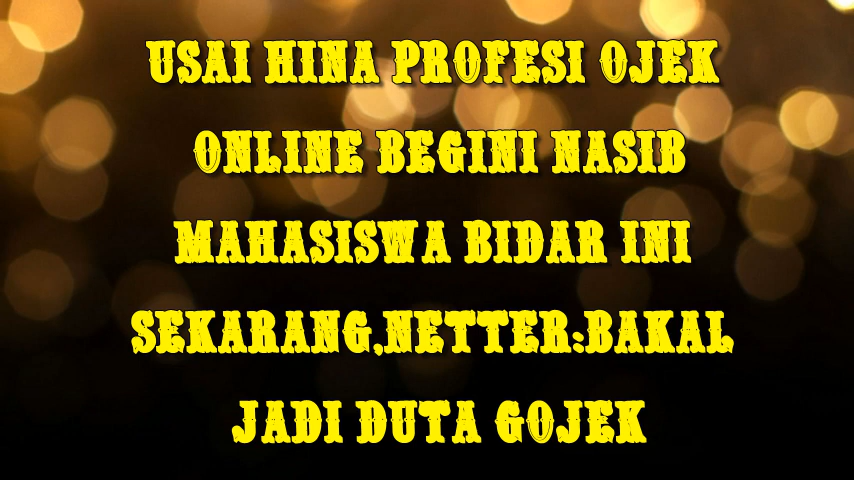 USAI HINA PROFESI OJEK
ONLINE BEGINI NASIB
MAHASISWA BIDAR INI
SEKARANG,NETTER:BAKAL
JADI DUTA GOJEK